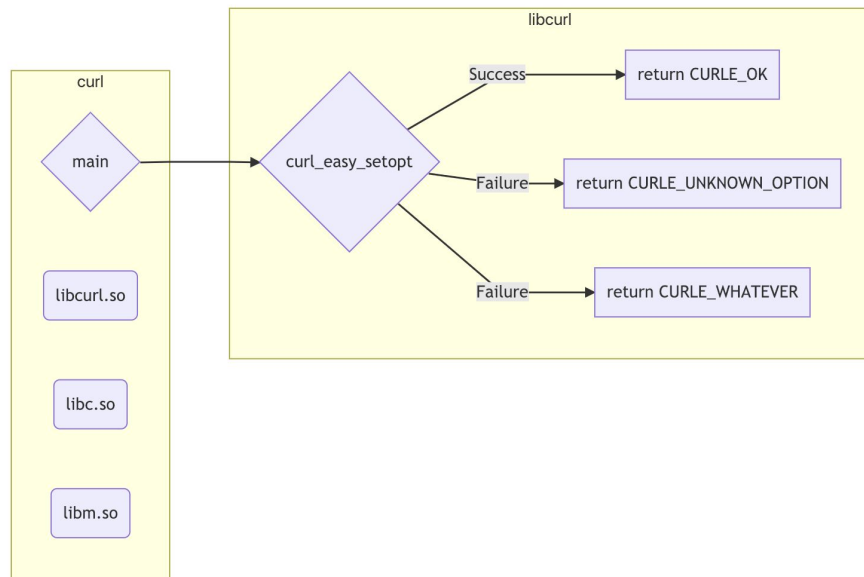 libcurl
curl
Success
return CURLE_OK
main
curl_easy_setopt
Failure
return CURLE_UNKNOWN_OPTION
libcurl.so
Failure
return CURLE_WHATEVER
libc.so
libm.so